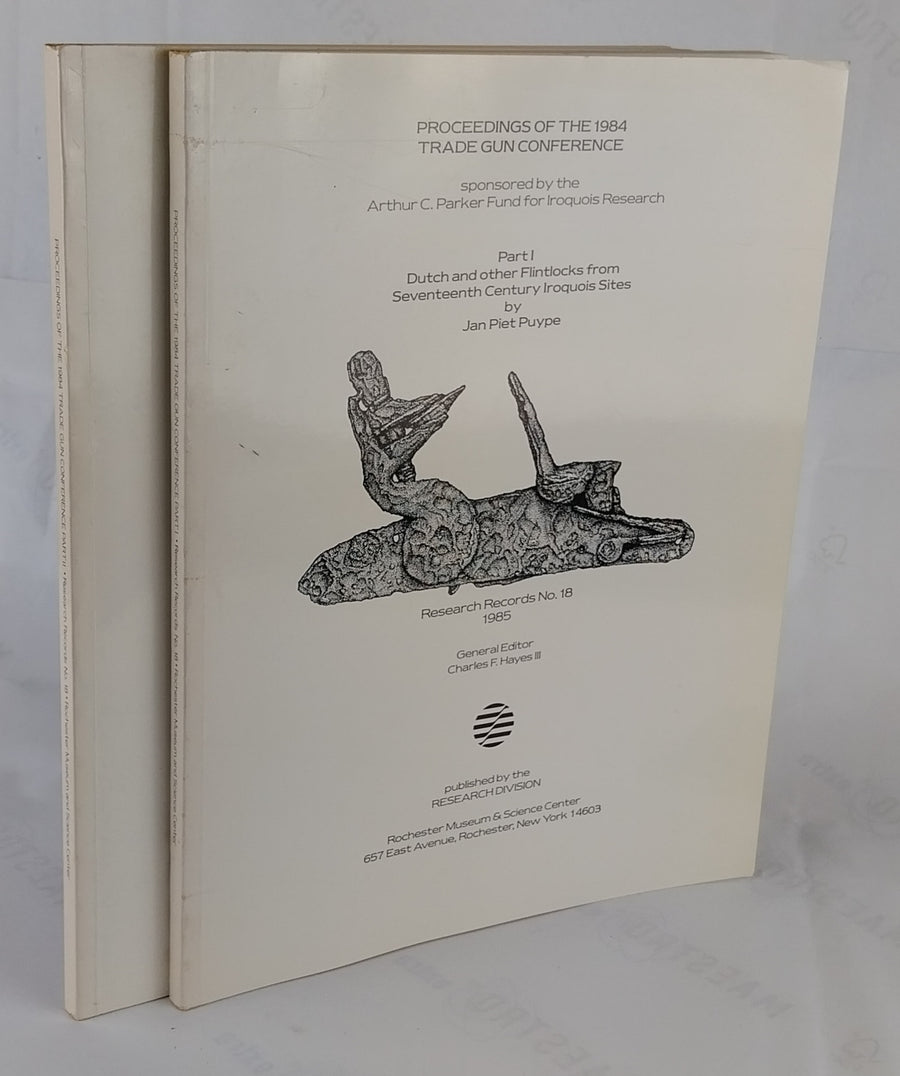 PROCEEDINGS OF THE 1984
TRADE GUN CONFERENCE
sponsored by the
Arthur C. Parker Fund for Iroquois Research
Part I
Dutch and other Flintlocks from
Seventeenth Century Iroquois Sites
by
Jan Piet Puype
Research Records No. 18
1985
General Editor
Charles F. Hayes III
published by the
RESEARCH DIVISION
Rochester Museum & Science Center
657 East Avenue, Rochester, New York 14603
PROCEEDINGS OF THE 1984 TRADE GUN CONFERENCE PART I • Research Records No. 18 • Rochester Museum and Science Center
PROCEEDINGS OF THE 1984 TRADE GUN CONFERENCE PART II • Research Records No. 18 • Rochester Museum and Science Center
MAESTRO